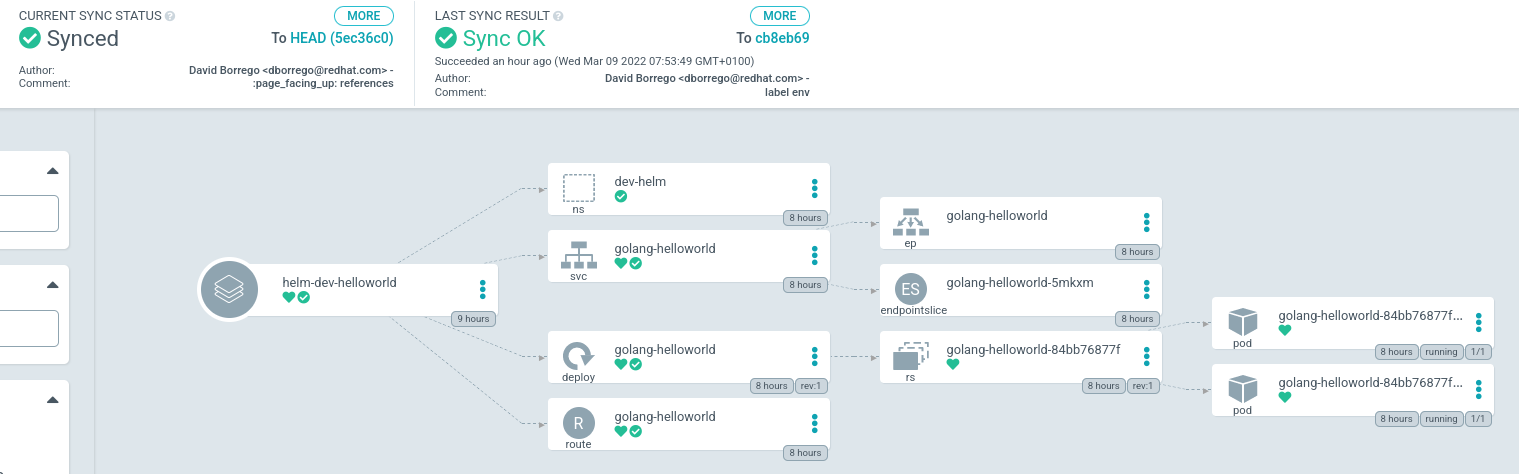 CURRENT SYNC STATUS ?
MORE
Synced
To HEAD (5ec36c0)
Author:
David Borrego <dborrego@redhat.com> -
Comment:
:page_facing_up: references
LAST SYNC RESULT ?
MORE
Sync OK
To cb8eb69
Succeeded an hour ago (Wed Mar 09 2022 07:53:49 GMT+0100)
Author:
David Borrego <dborrego@redhat.com> -
Comment:
label env
helm-dev-helloworld
9 hours
dev-helm
ns
8 hours
golang-helloworld
svc
8 hours
golang-helloworld
deploy
8 hours
rev:1
R
golang-helloworld
route
8 hours
golang-helloworld
ep
8 hours
ES
golang-helloworld-5mkxm
endpointslice
8 hours
golang-helloworld-84bb76877f
rs
8 hours
rev:1
golang-helloworld-84bb76877f...
pod
8 hours
running
1/1
golang-helloworld-84bb76877f...
pod
8 hours
running
1/1